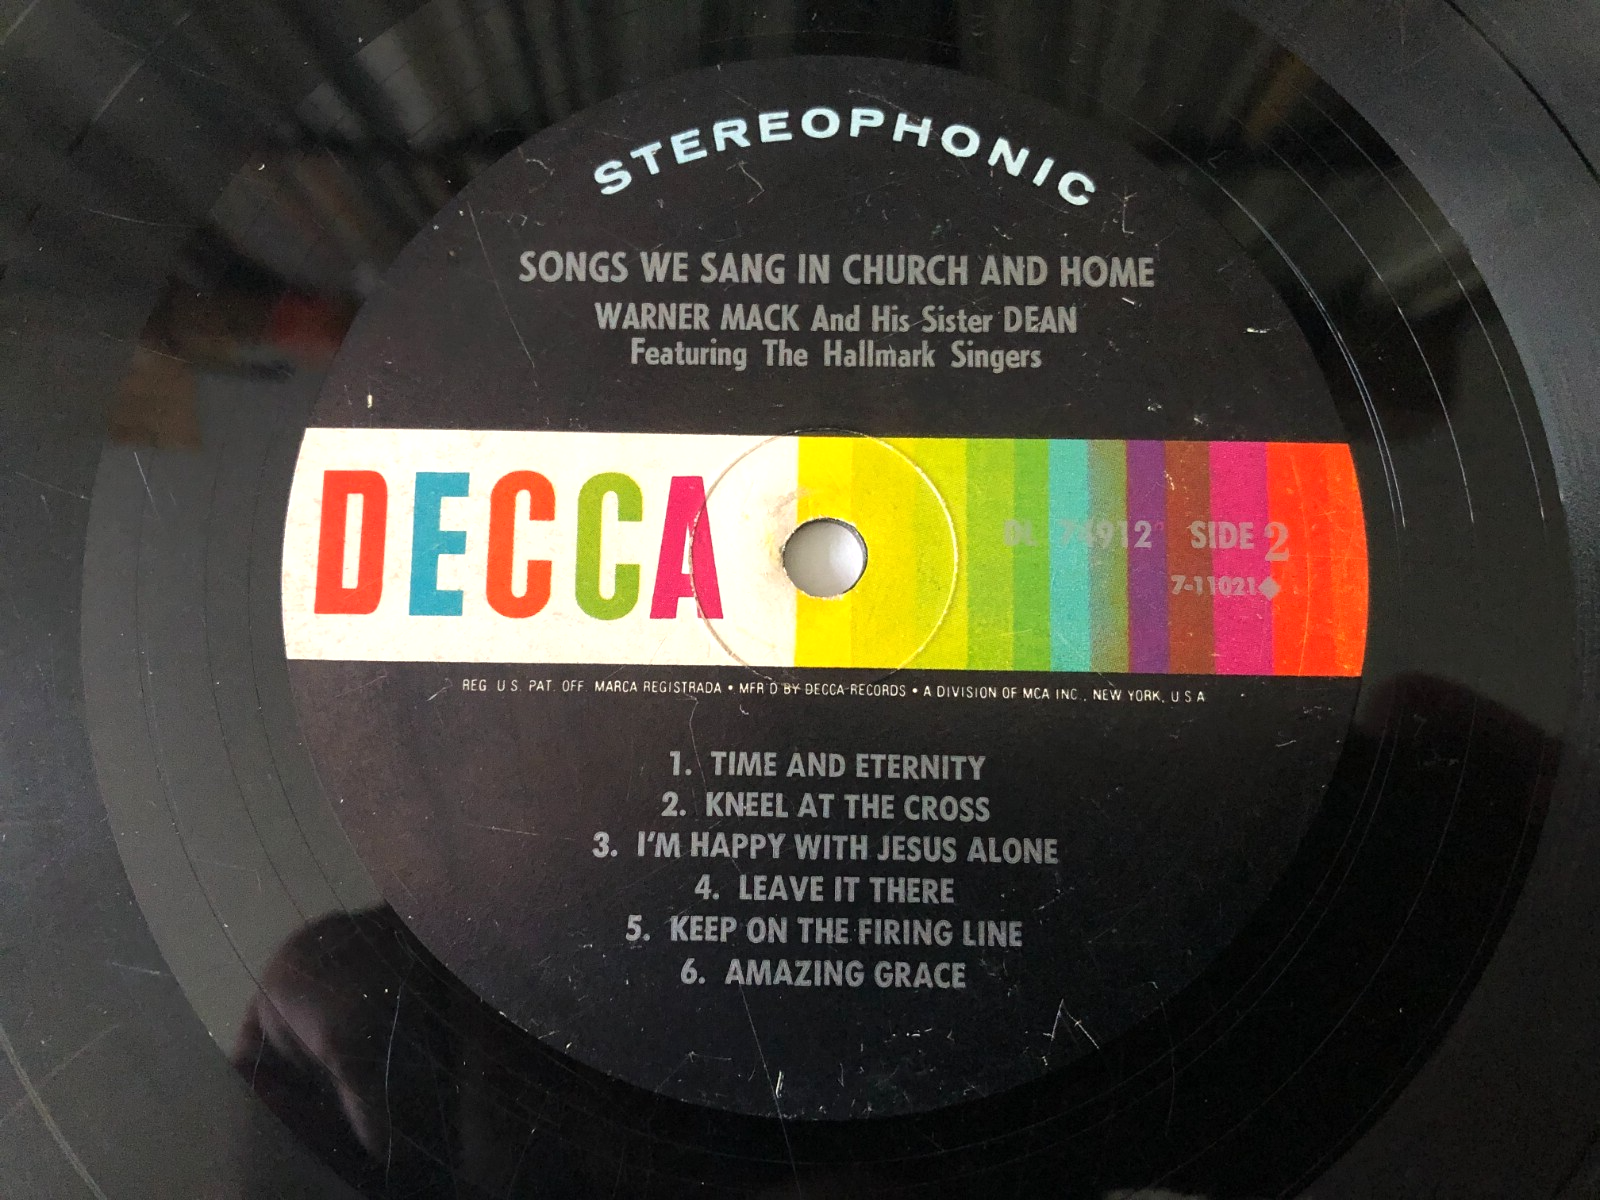 STEREOPHONIC
SONGS WE SANG IN CHURCH AND HOME
WARNER MACK And His Sister DEAN
Featuring The Hallmark Singers
DECCA
DL 74912 SIDE 2
7-11021◆
REG. U.S. PAT. OFF. MARCA REGISTRADA • MFR'D BY DECCA RECORDS • A DIVISION OF MCA INC., NEW YORK, U.S.A.
1. TIME AND ETERNITY
2. KNEEL AT THE CROSS
3. I'M HAPPY WITH JESUS ALONE
4. LEAVE IT THERE
5. KEEP ON THE FIRING LINE
6. AMAZING GRACE